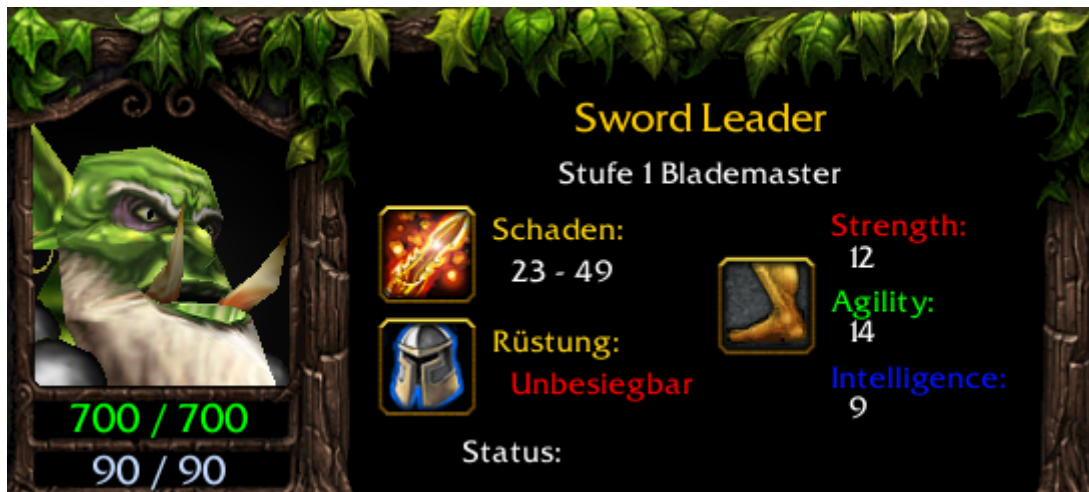 Sword Leader
Stufe 1 Blademaster
Schaden:
23 - 49
Rüstung:
Unbesiegbar
Strength:
12
Agility:
14
Intelligence:
9
Status:
700 / 700
90 / 90